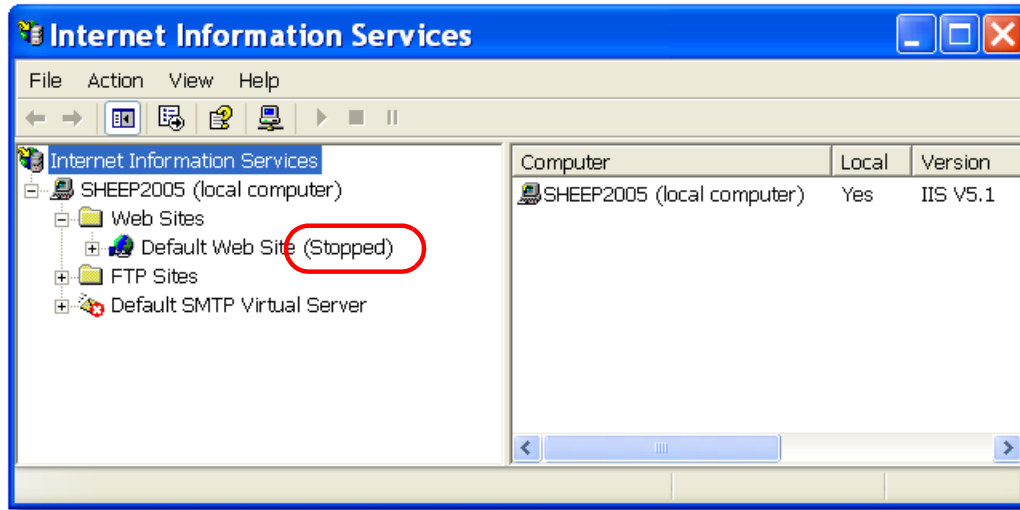 Internet Information Services
File Action View Help
Internet Information Services
SHEEP2005 (local computer)
Web Sites
Default Web Site (Stopped)
FTP Sites
Default SMTP Virtual Server
Computer Local Version
SHEEP2005 (local computer) Yes IIS V5.1